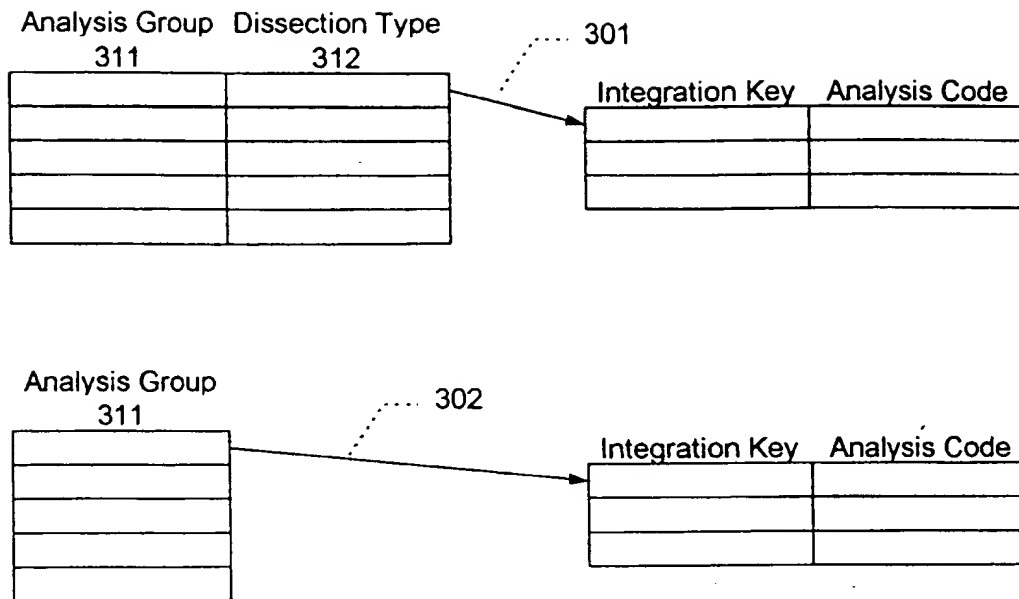 Analysis Group Dissection Type
311 312
301
Integration Key Analysis Code
Analysis Group
311
302
Integration Key Analysis Code